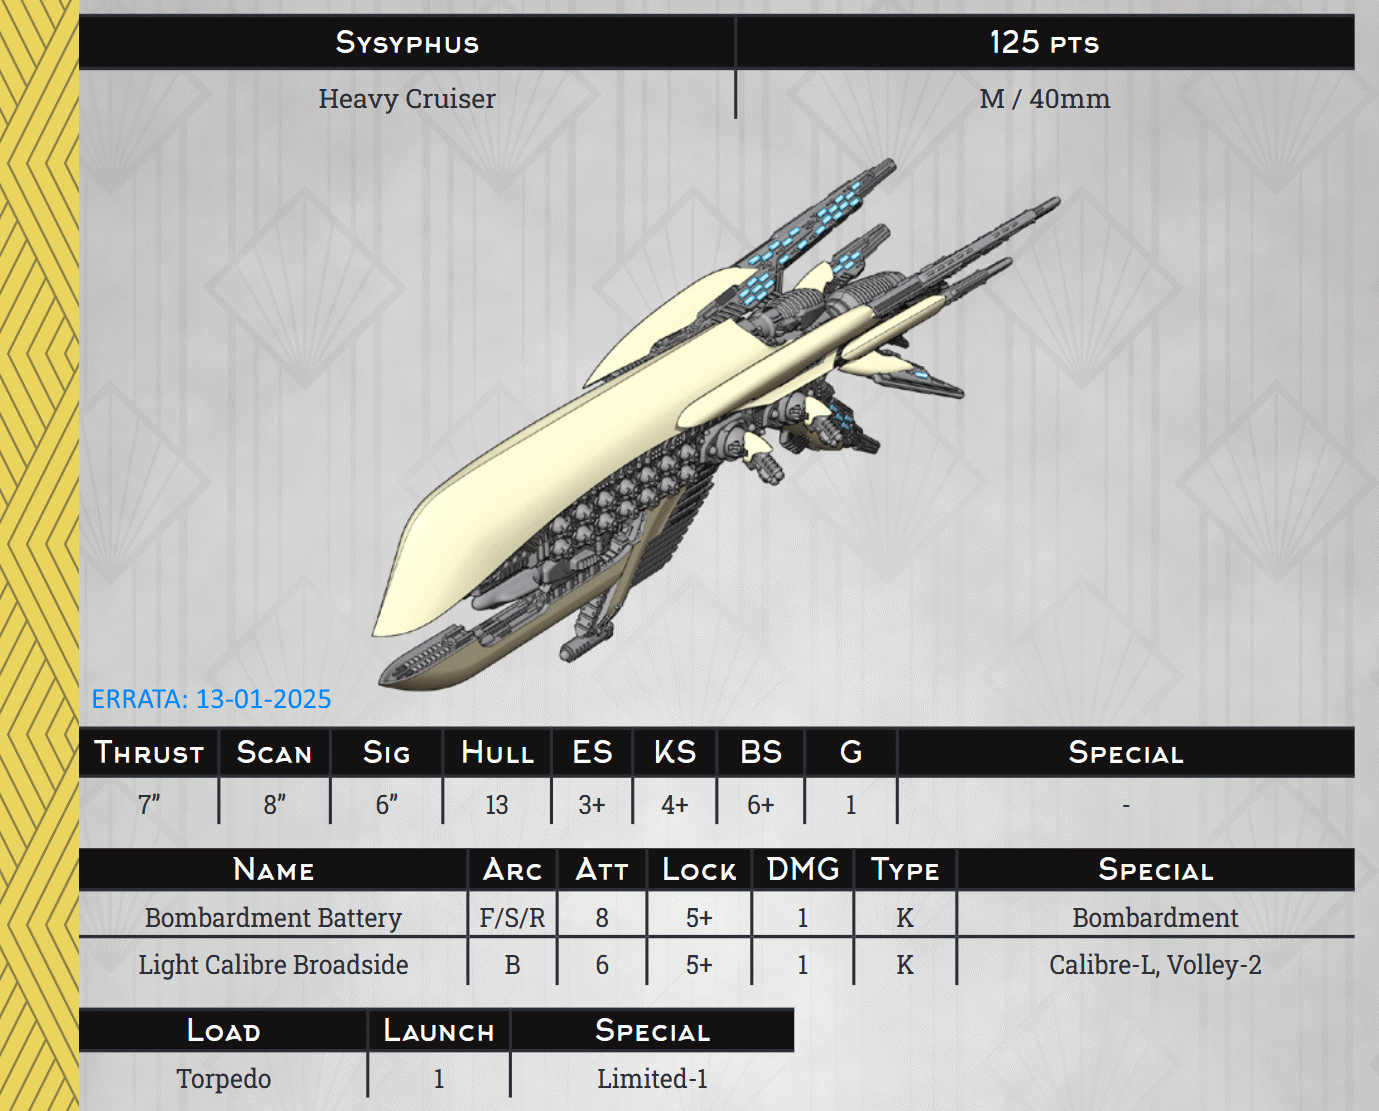 Sysyphus 125 pts
Heavy Cruiser M / 40mm
ERRATA: 13-01-2025
Thrust Scan Sig Hull ES KS BS G Special
7” 8” 6” 13 3+ 4+ 6+ 1 -
Name Arc Att Lock DMG Type Special
Bombardment Battery F/S/R 8 5+ 1 K Bombardment
Light Calibre Broadside B 6 5+ 1 K Calibre-L, Volley-2
Load Launch Special
Torpedo 1 Limited-1